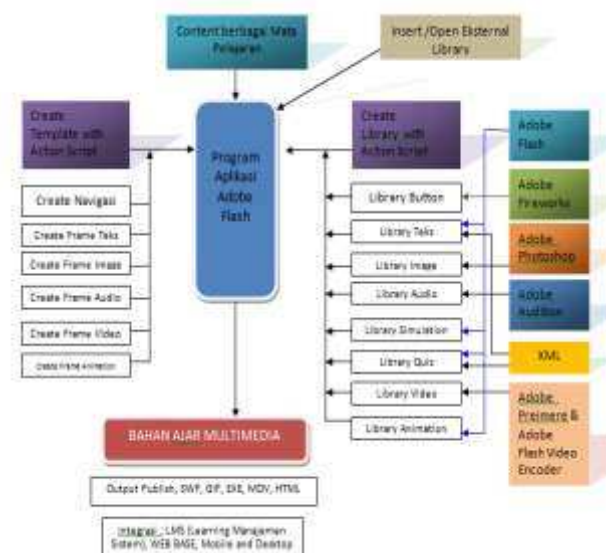 Content berbagai Mata
Pelajaran
Insert /Open Eksternal
Library
Create
Template with
Action Script
Program
Aplikasi
Adobe
Flash
Create
Library with
Action Script
Adobe
Flash
Adobe
Fireworks
Adobe
Photoshop
Adobe
Audition
XML
Adobe
Premiere &
Adobe
Flash Video
Encoder
Create Navigasi
Create Frame Teks
Create Frame Image
Create Frame Audio
Create Frame Video
Create Frame Animation
Library Button
Library Teks
Library Image
Library Audio
Library Simulation
Library Quiz
Library Video
Library Animation
BAHAN AJAR MULTIMEDIA
Output Publish, SWF, GIF, EXE, MOV, HTML
Integrasi : LMS (Learning Manajemen
Sistem), WEB BASE, Mobile and Desktop